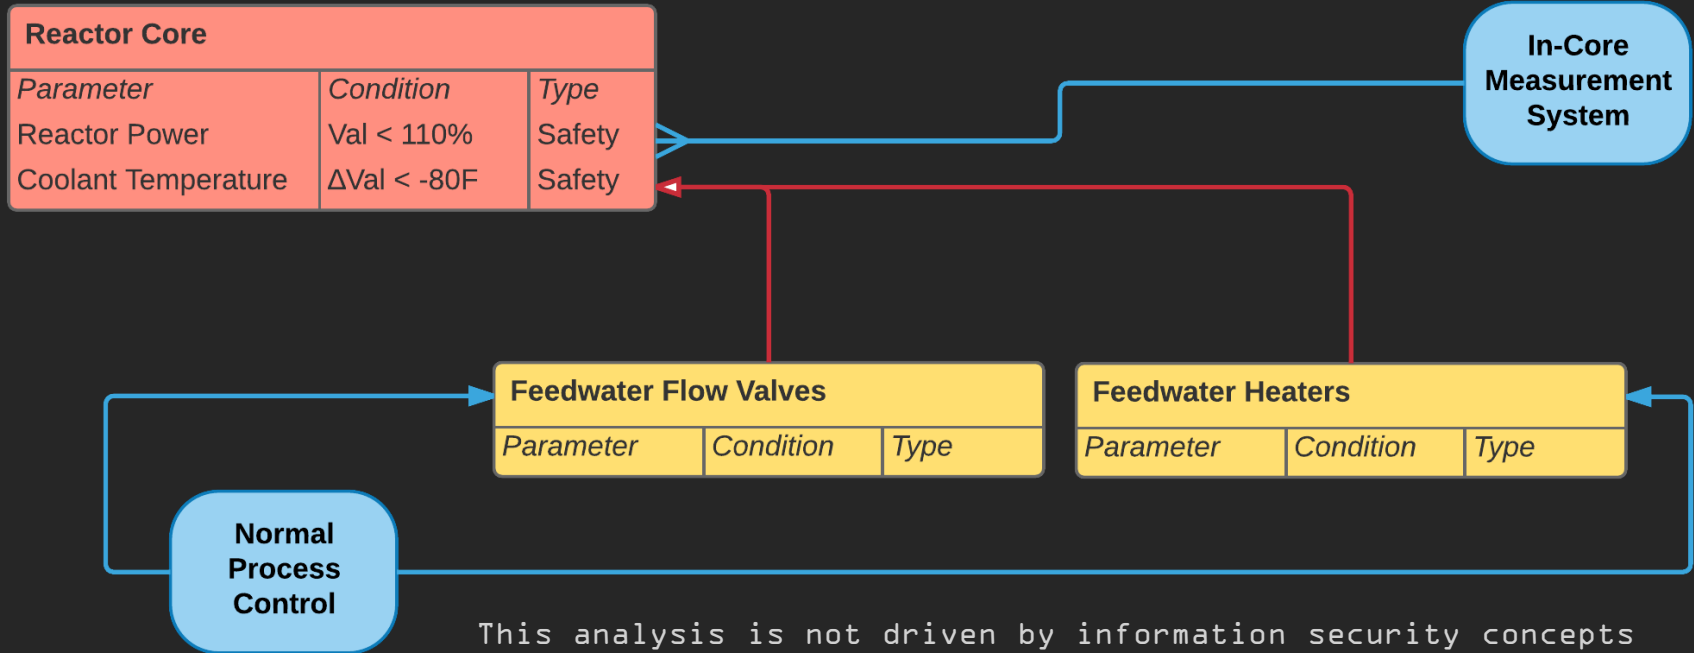 Reactor Core
Parameter Condition Type
Reactor Power Val < 110% Safety
Coolant Temperature ΔVal < -80F Safety
In-Core
Measurement
System
Feedwater Flow Valves
Parameter Condition Type
Feedwater Heaters
Parameter Condition Type
Normal
Process
Control
This analysis is not driven by information security concepts